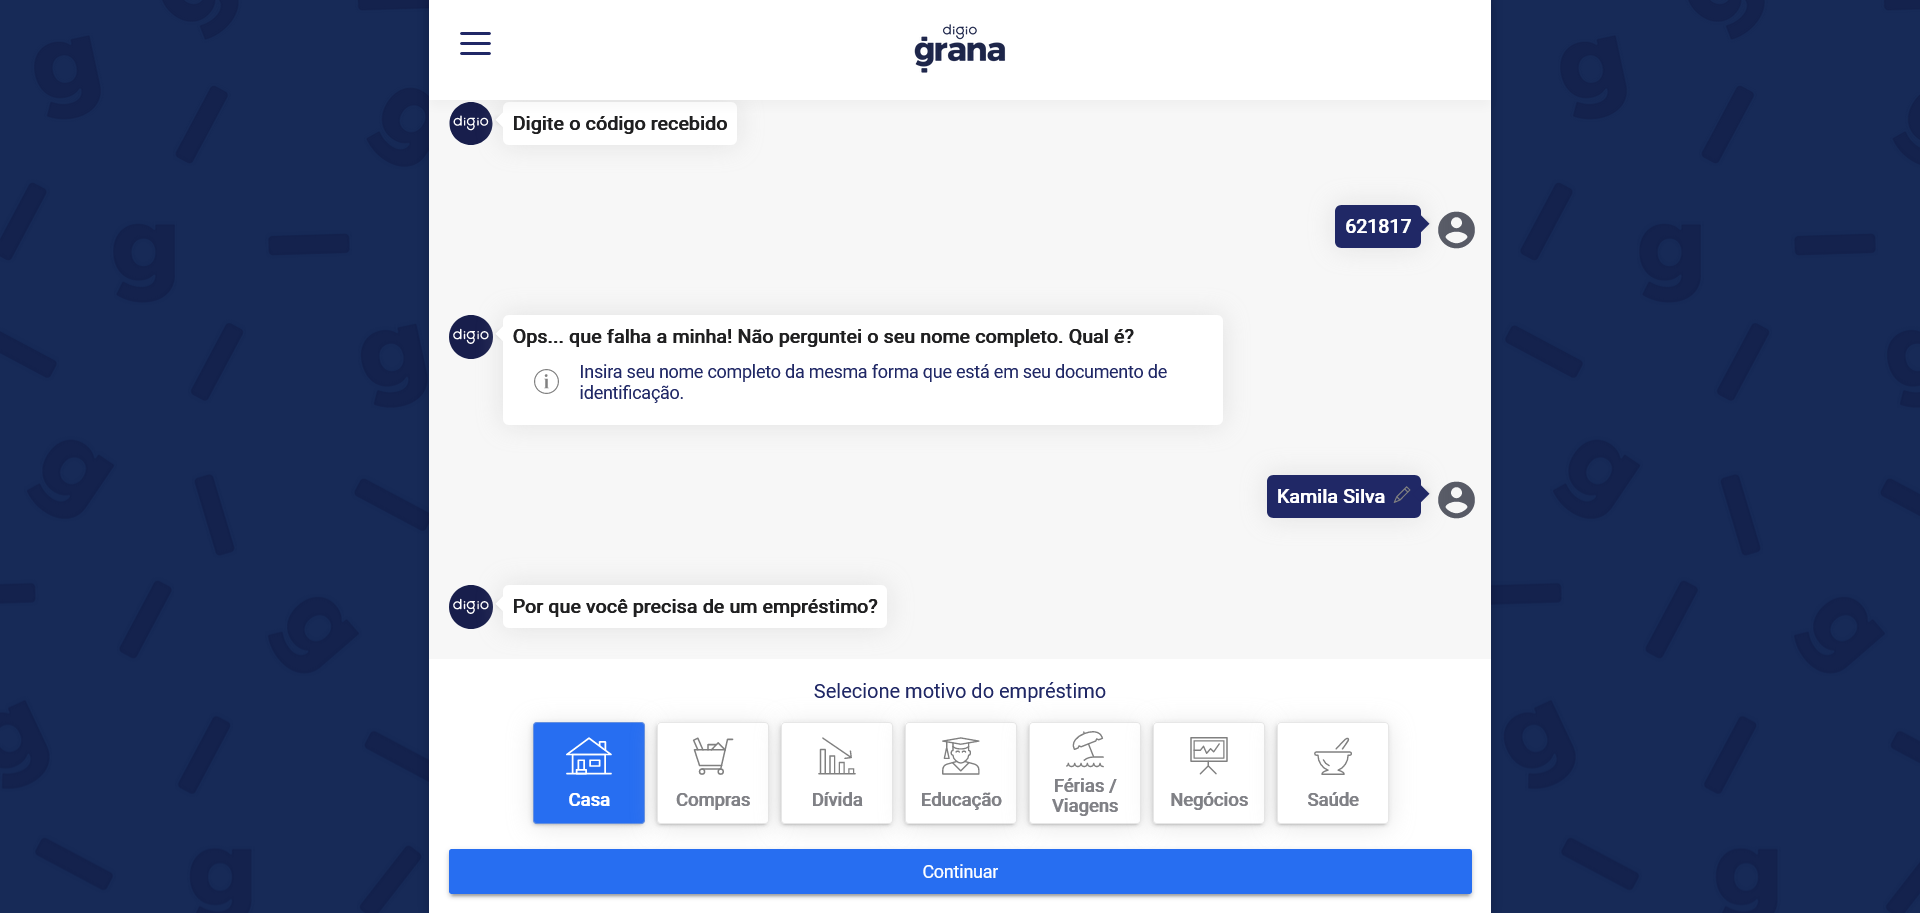 digio
grana
digio
Digite o código recebido
621817
digio
Ops... que falha a minha! Não perguntei o seu nome completo. Qual é?
Insira seu nome completo da mesma forma que está em seu documento de
identificação.
Kamila Silva
digio
Por que você precisa de um empréstimo?
Selecione motivo do empréstimo
Casa
Compras
Dívida
Educação
Férias /
Viagens
Negócios
Saúde
Continuar